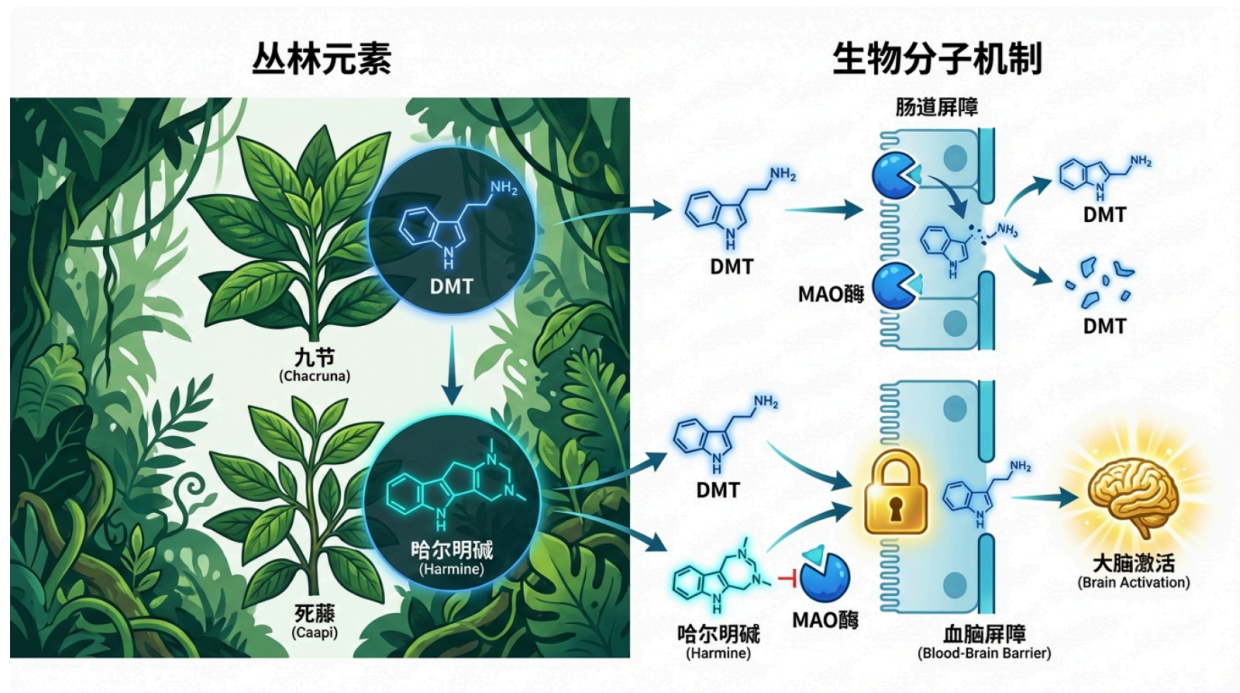 丛林元素
生物分子机制
肠道屏障
NH₂
N
H
DMT
九节
(Chacruna)
NH₂
N
H
DMT
MAO酶
NH₃
N
H
NH₂
N
H
DMT
DMT
N
N
N
H
哈尔明碱
(Harmine)
死藤
(Caapi)
NH₂
N
H
DMT
N
N
N
H
哈尔明碱
(Harmine)
MAO酶
NH₂
N
H
血脑屏障
(Blood-Brain Barrier)
大脑激活
(Brain Activation)